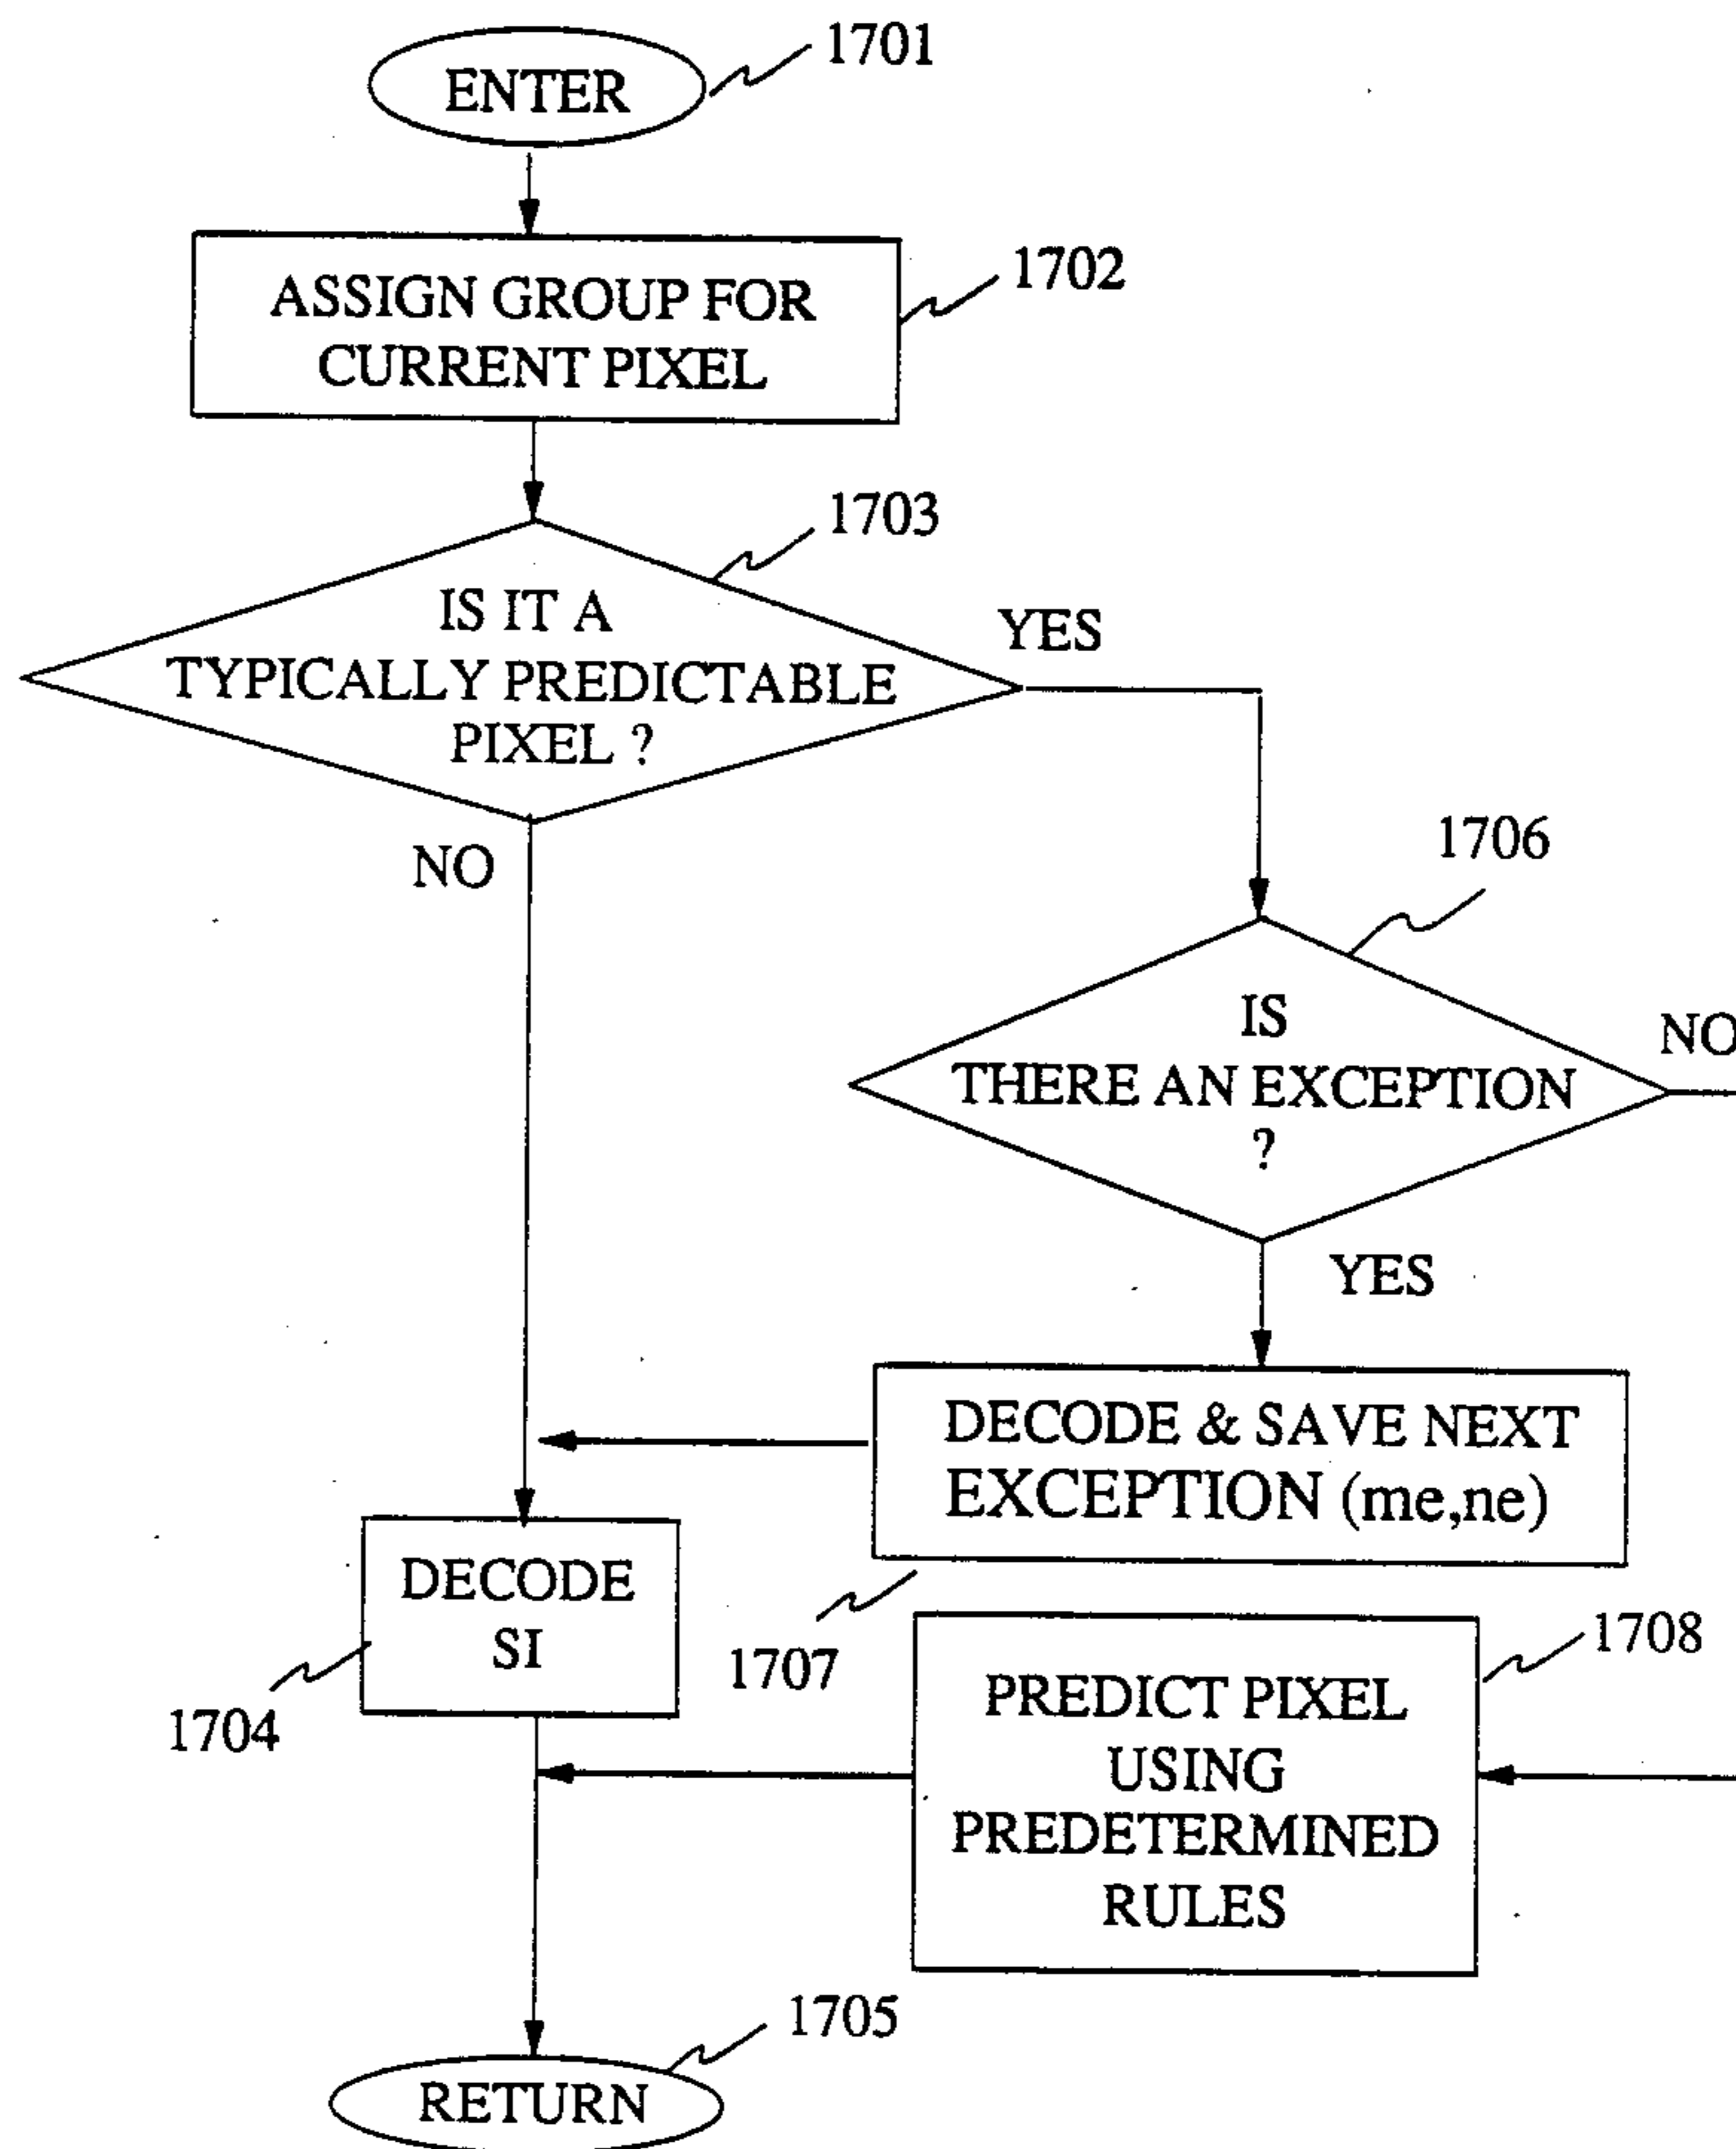 ENTER
1701
ASSIGN GROUP FOR
CURRENT PIXEL
1702
IS IT A
TYPICALLY PREDICTABLE
PIXEL ?
1703
YES
NO
1706
IS
THERE AN EXCEPTION
?
NO
YES
DECODE & SAVE NEXT
EXCEPTION (me,ne)
1707
DECODE
SI
1704
PREDICT PIXEL
USING
PREDETERMINED
RULES
1708
RETURN
1705